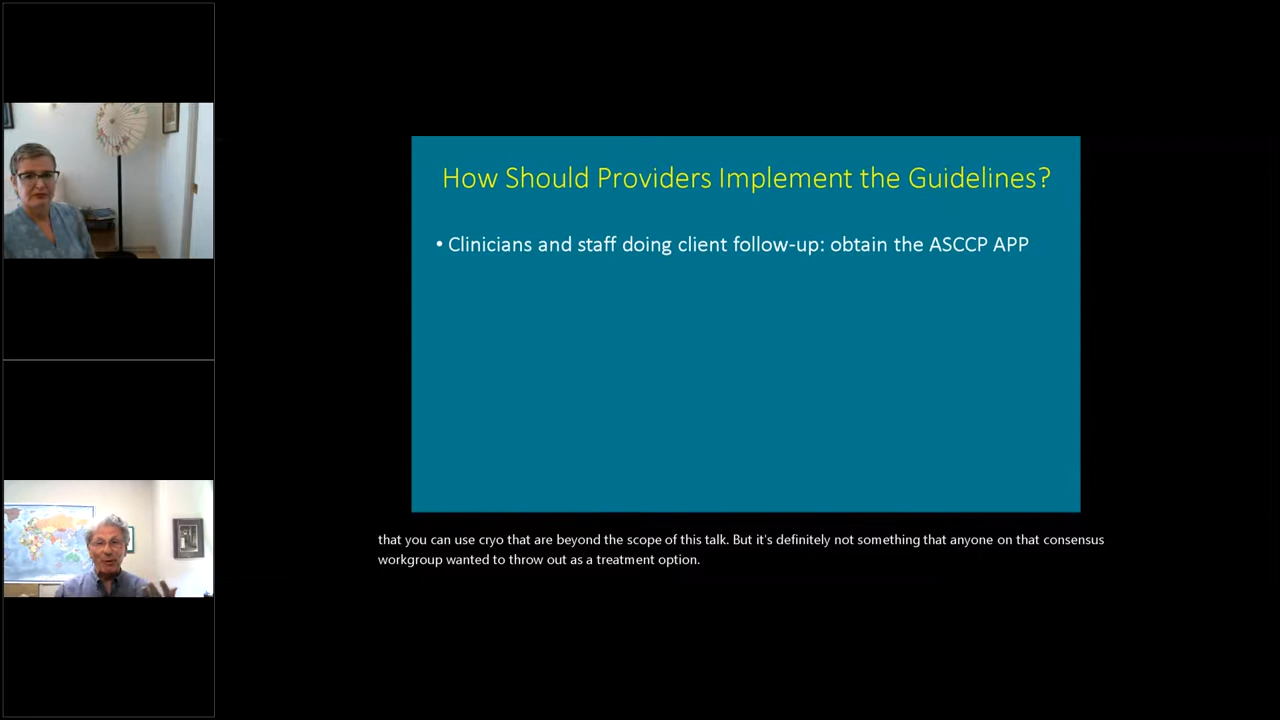 How Should Providers Implement the Guidelines?
• Clinicians and staff doing client follow-up: obtain the ASCCP APP
that you can use cryo that are beyond the scope of this talk. But it's definitely not something that anyone on that consensus
workgroup wanted to throw out as a treatment option.